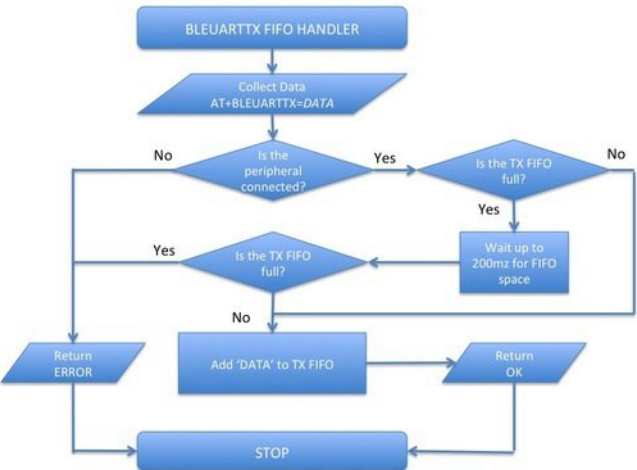 BLEUARTTX FIFO HANDLER
Collect Data
AT+BLEUARTTX=DATA
No
Is the
peripheral
connected?
Yes
Is the TX FIFO
full?
No
Yes
Wait up to
200mz for FIFO
space
Yes
Is the TX FIFO
full?
No
Return
ERROR
Add 'DATA' to TX FIFO
Return
OK
STOP